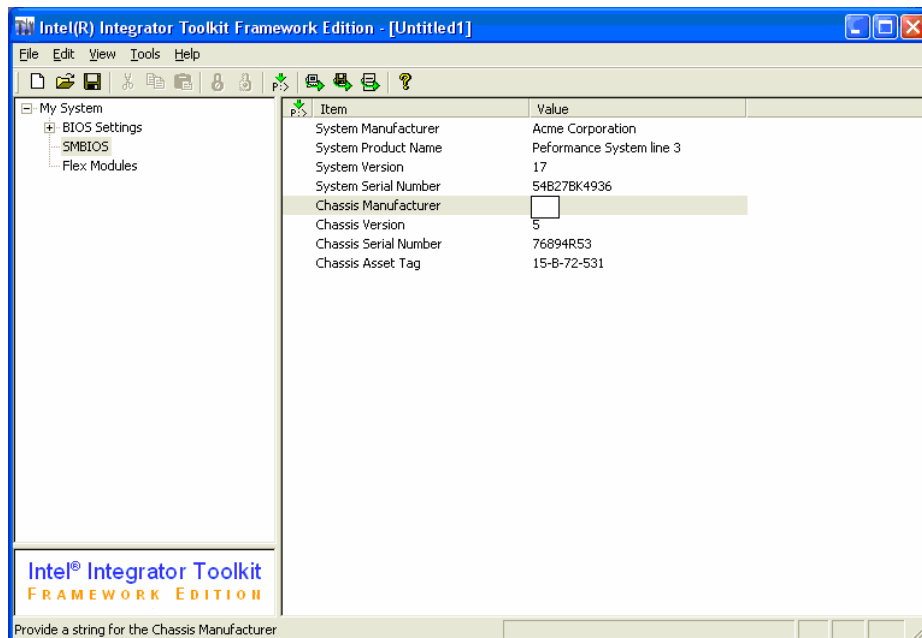 Intel(R) Integrator Toolkit Framework Edition - [Untitled1]
File Edit View Tools Help
P:>
My System
BIOS Settings
SMBIOS
Flex Modules
P:> Item Value
System Manufacturer Acme Corporation
System Product Name Peformance System line 3
System Version 17
System Serial Number 54B27BK4936
Chassis Manufacturer
Chassis Version 5
Chassis Serial Number 76894R53
Chassis Asset Tag 15-B-72-531
Intel® Integrator Toolkit
FRAMEWORK EDITION
Provide a string for the Chassis Manufacturer